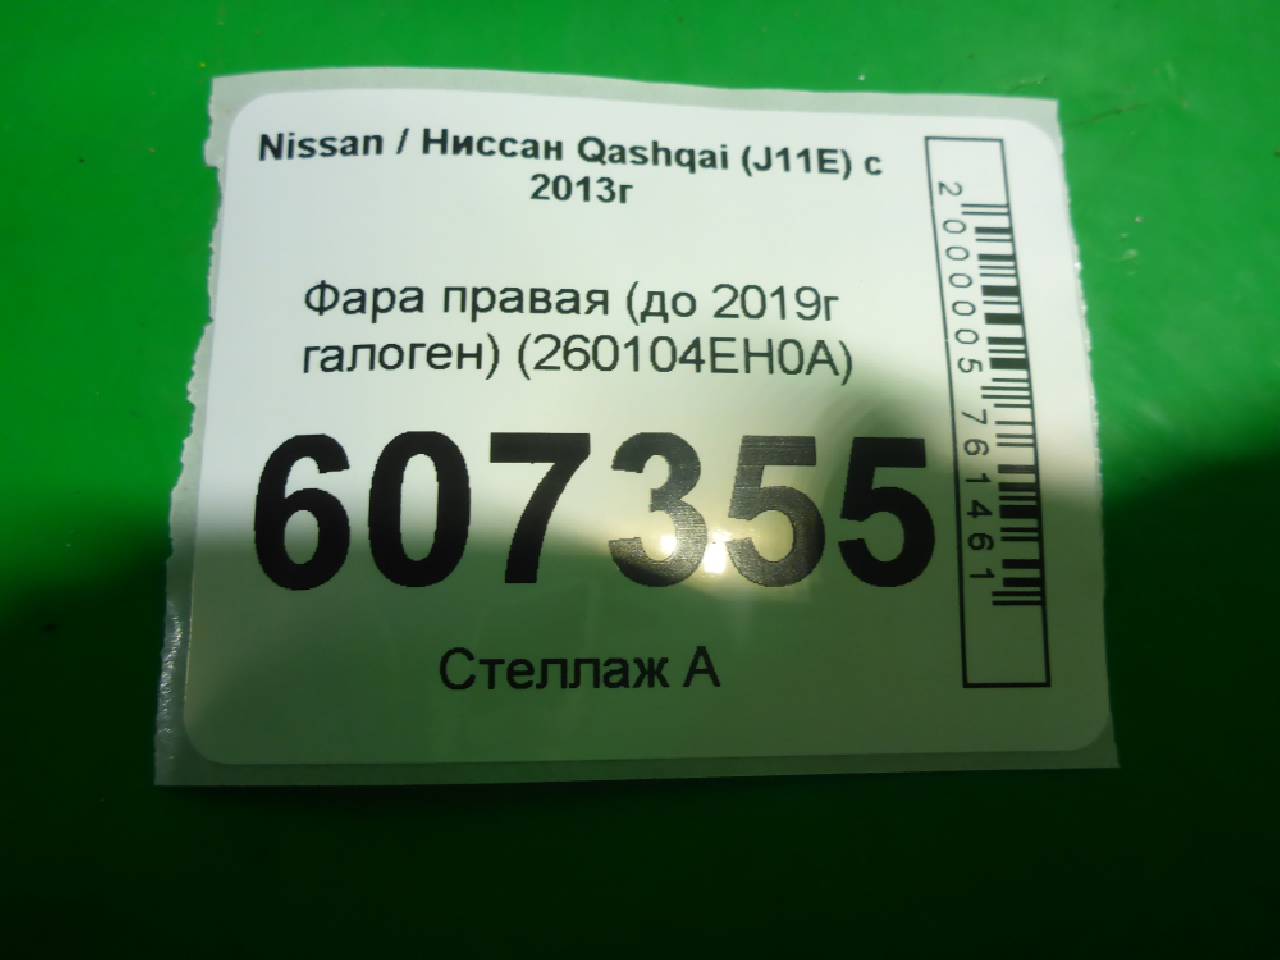 Nissan / Ниссан Qashqai (J11E) с
2013г
Фара правая (до 2019г
галоген) (260104EH0A)
607355
Стеллаж А
2000005761461